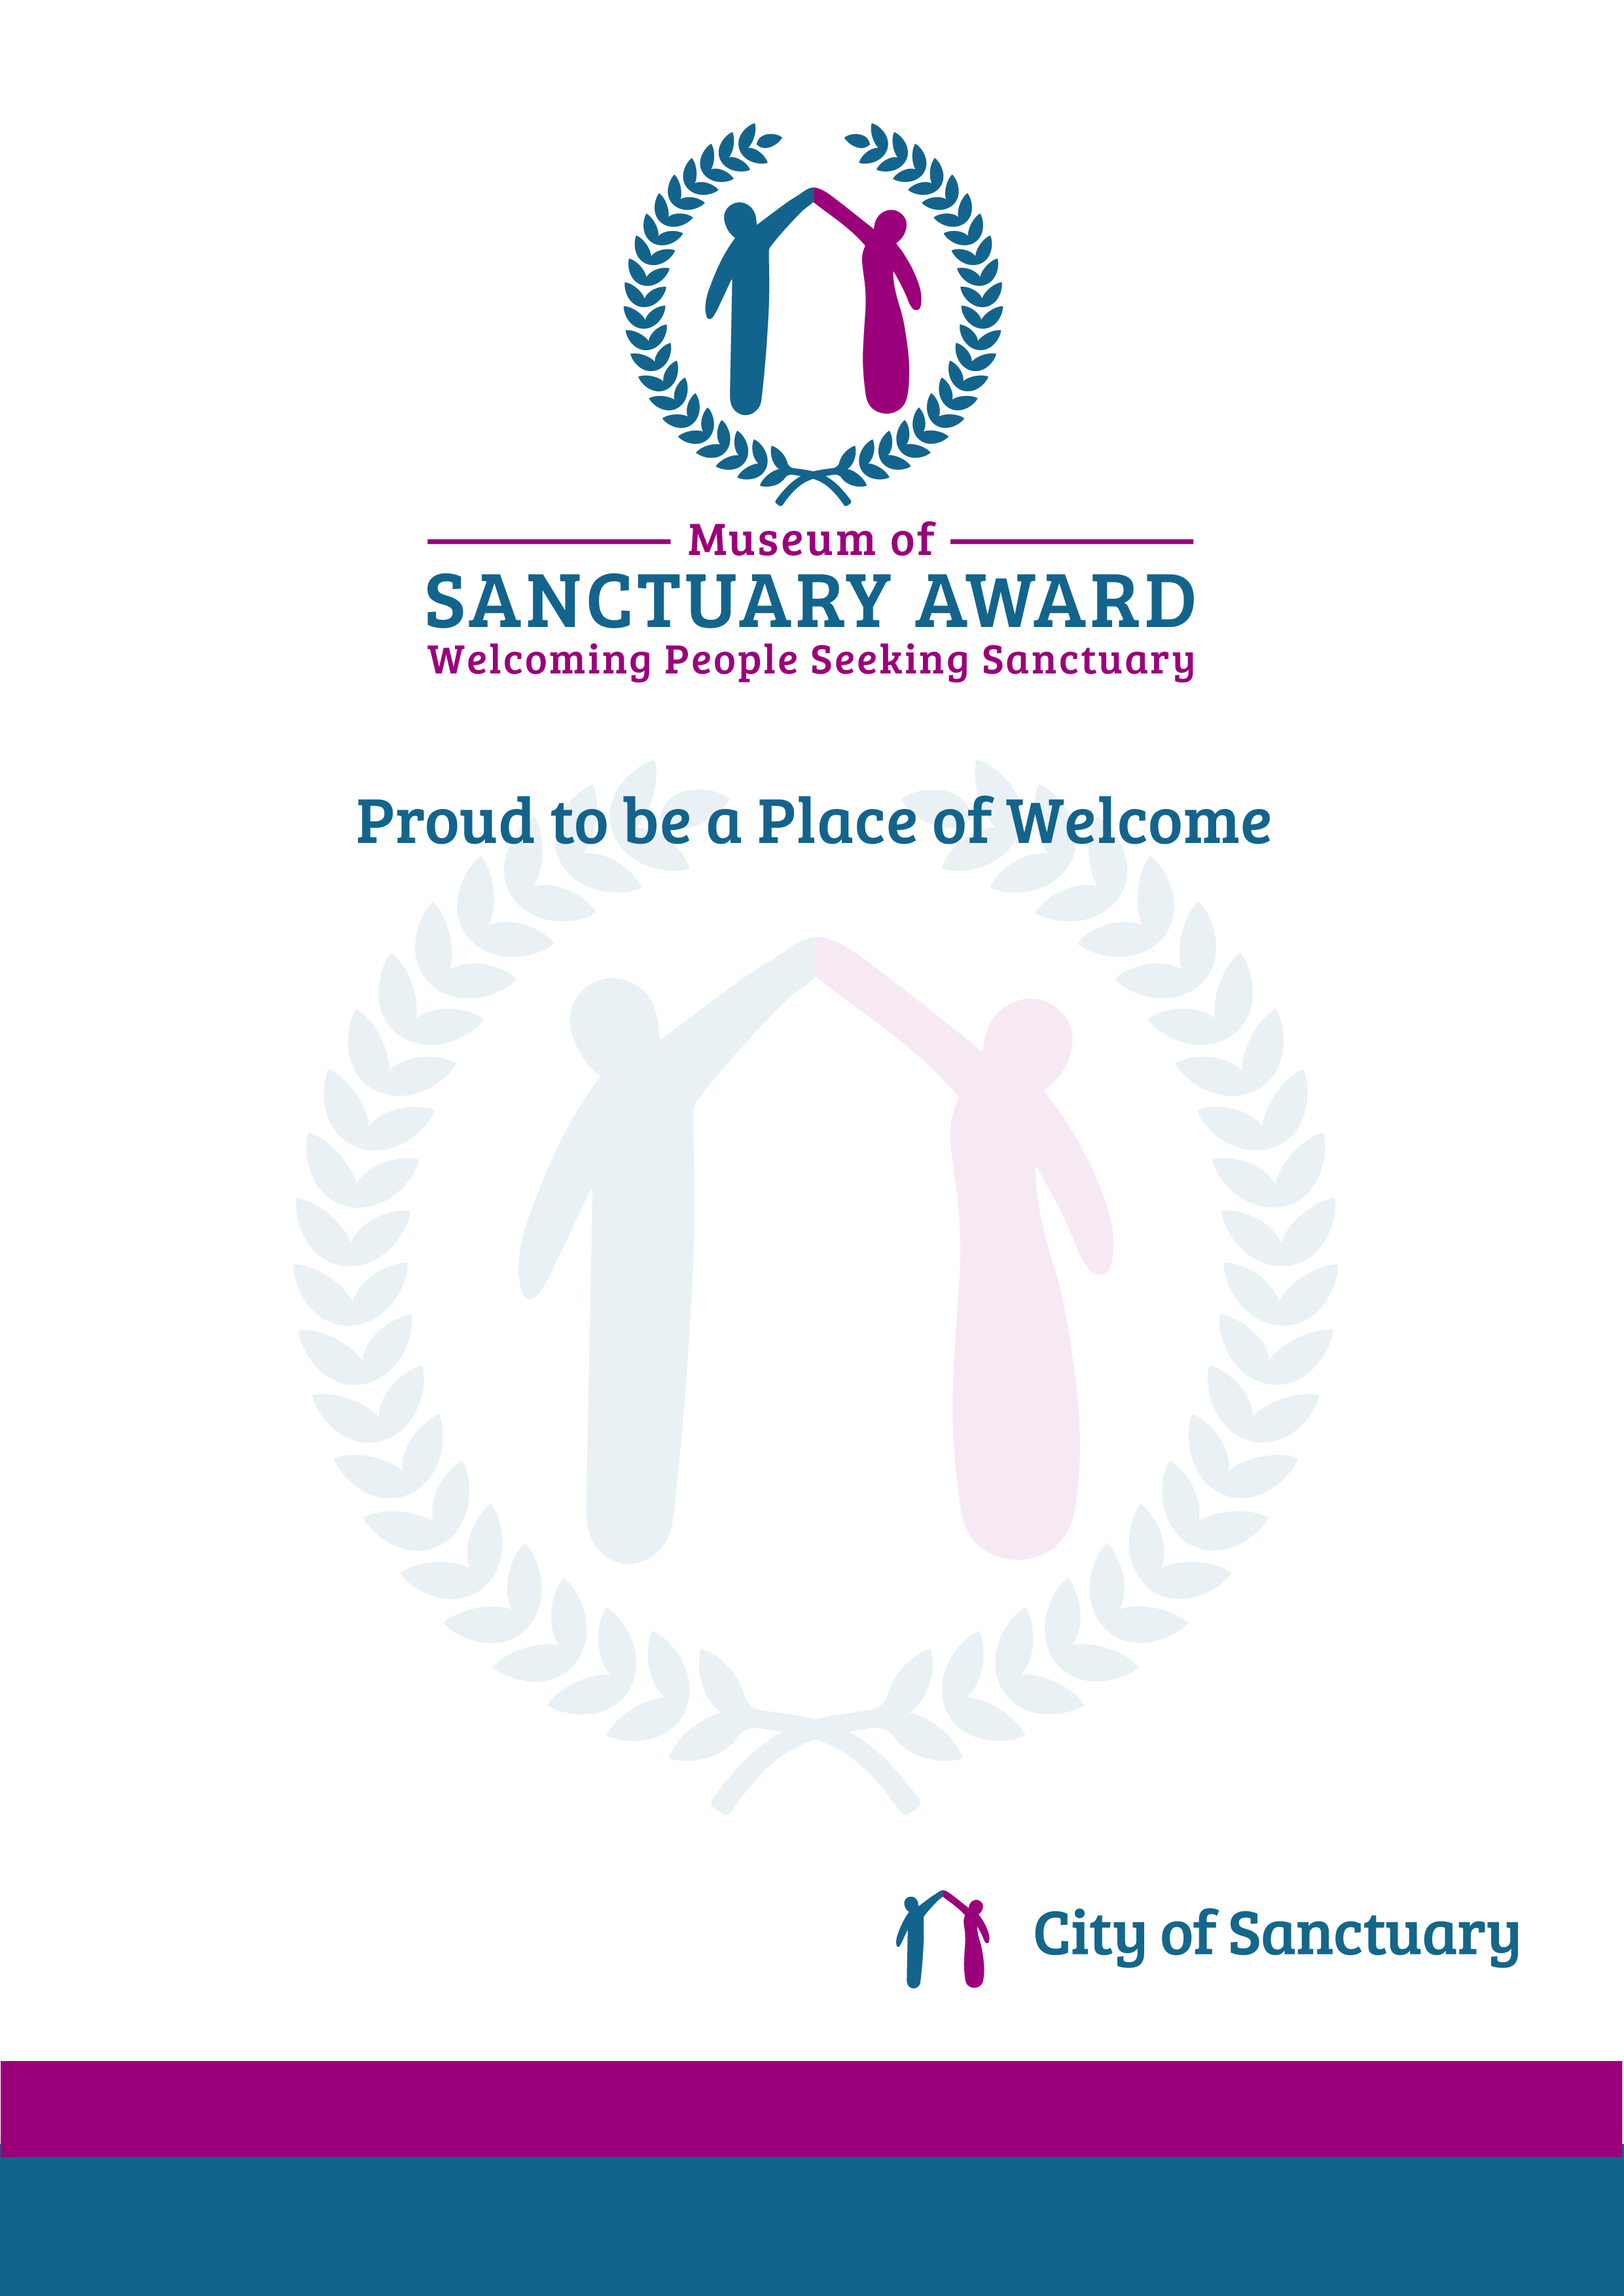 Museum of
SANCTUARY AWARD
Welcoming People Seeking Sanctuary
Proud to be a Place of Welcome
City of Sanctuary